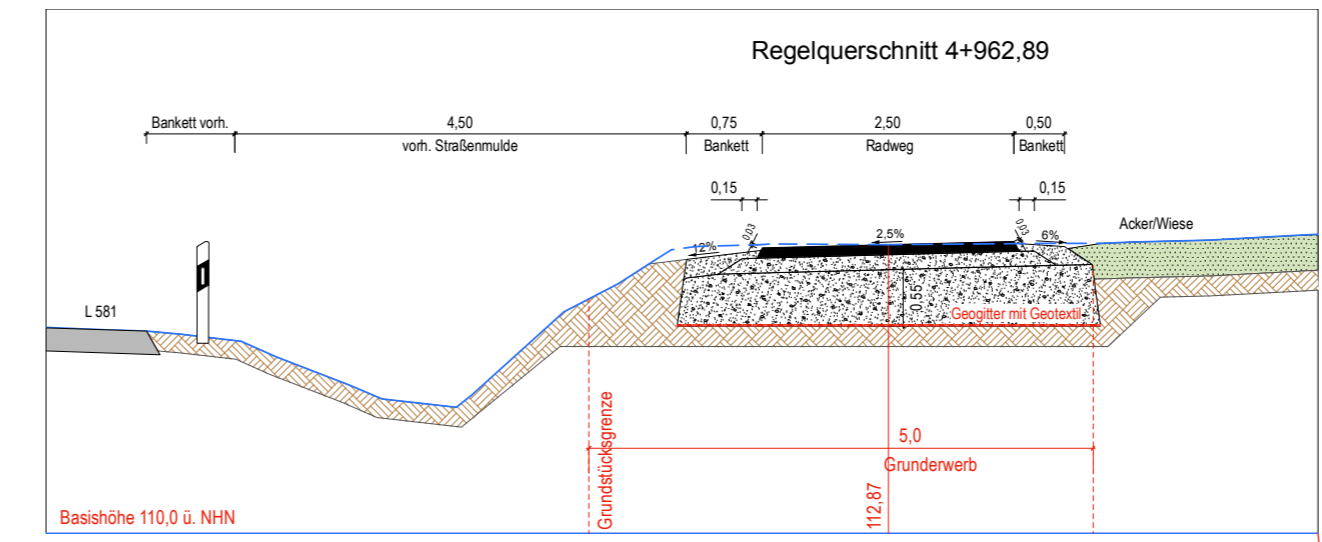 Regelquerschnitt 4+962,89
Bankett vorh.
4,50
0,75
2,50
0,50
vorh. Straßenmulde
Bankett
Radweg
Bankett
0,15
0,15
Acker/Wiese
0,03
0,03
12%
2,5%
6%
L 581
0,55
Geogitter mit Geotextil
Grundstücksgrenze
5,0
Grunderwerb
112,87
Basishöhe 110,0 ü. NHN